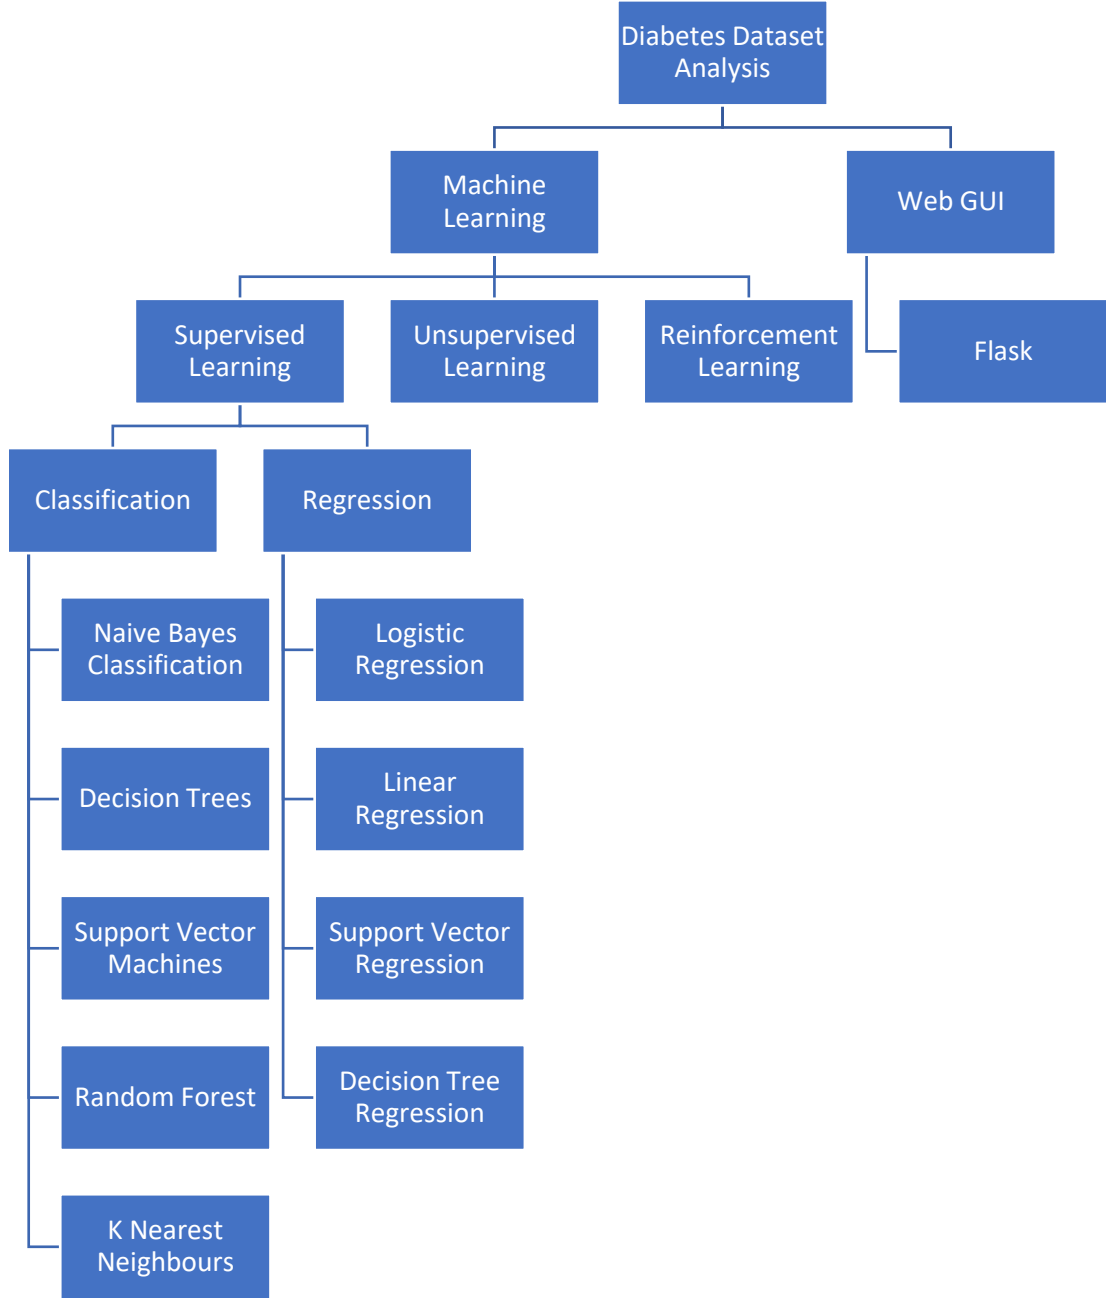 Diabetes Dataset
Analysis
Machine
Learning
Web GUI
Supervised
Learning
Unsupervised
Learning
Reinforcement
Learning
Flask
Classification
Regression
Naive Bayes
Classification
Logistic
Regression
Decision Trees
Linear
Regression
Support Vector
Machines
Support Vector
Regression
Random Forest
Decision Tree
Regression
K Nearest
Neighbours